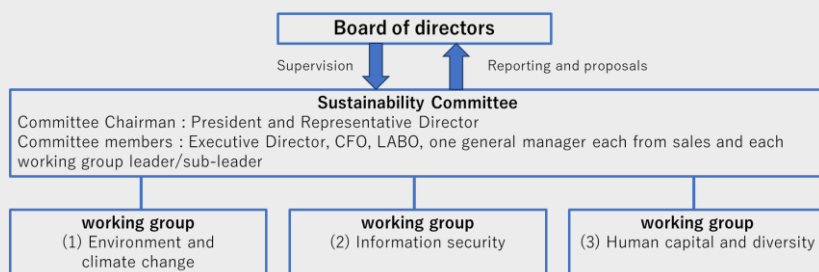 Board of directors
Supervision
Reporting and proposals
Sustainability Committee
Committee Chairman : President and Representative Director
Committee members : Executive Director, CFO, LABO, one general manager each from sales and each
working group leader/sub-leader
working group
(1) Environment and
climate change
working group
(2) Information security
working group
(3) Human capital and diversity